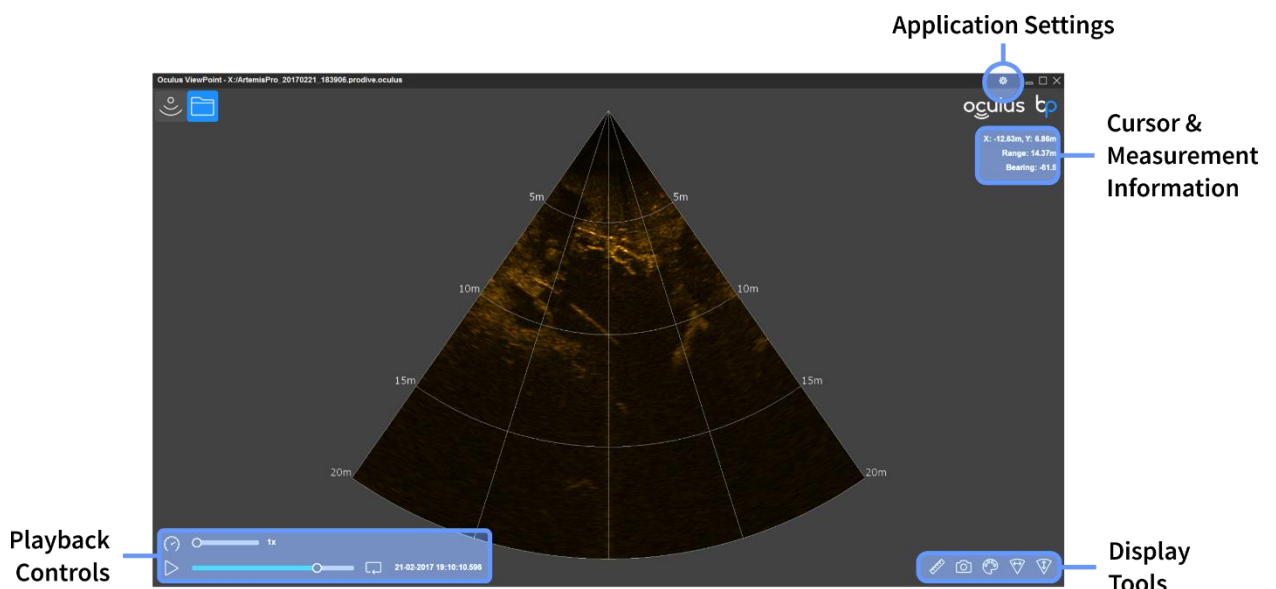 Application Settings
Oculus ViewPoint - X:/ArtemisPro_20170221_183906.prodive.oculus
oculus bp
X: -12.63m, Y: 6.86m
Range: 14.37m
Bearing: -61.5
Cursor &
Measurement
Information
5m 5m
10m 10m
15m 15m
20m 20m
Playback
Controls
1x
21-02-2017 19:10:10.596
Display
Tools